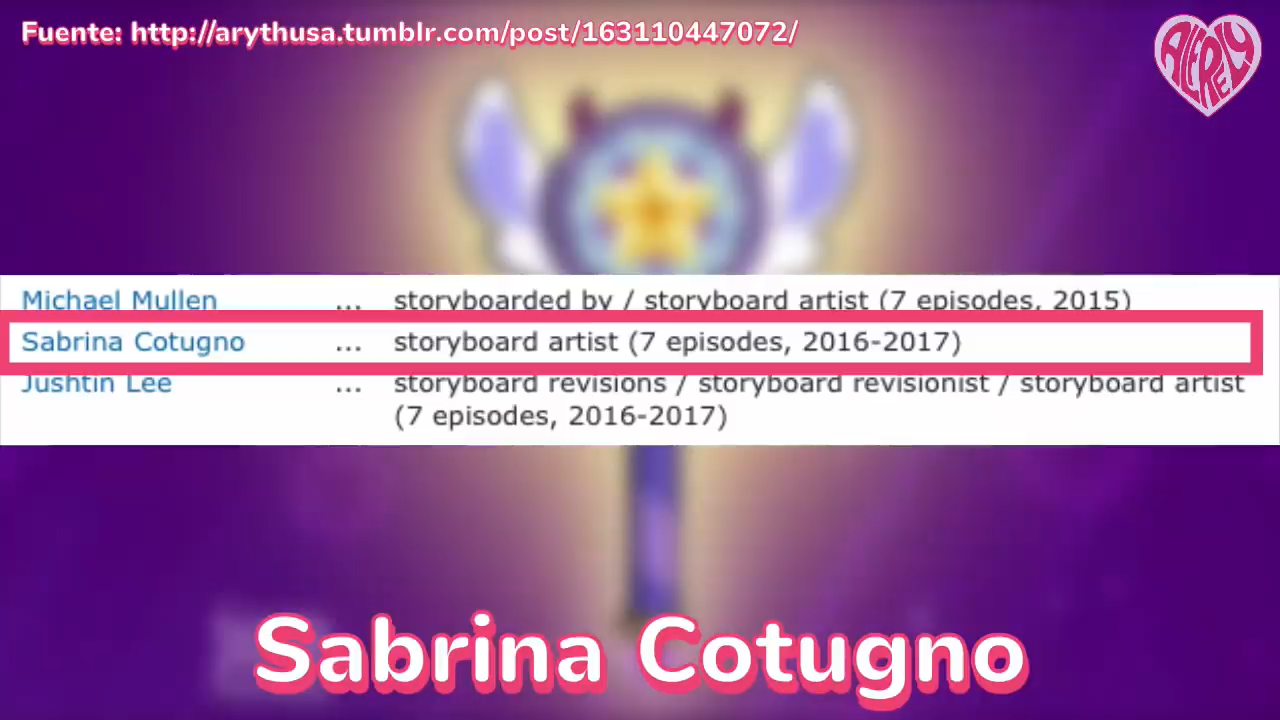 Fuente: http://arythusa.tumblr.com/post/163110447072/
ALFRELY
Michael Mullen ... storyboarded by / storyboard artist (7 episodes, 2015)
Sabrina Cotugno ... storyboard artist (7 episodes, 2016-2017)
Jushtin Lee ... storyboard revisions / storyboard revisionist / storyboard artist
(7 episodes, 2016-2017)
Sabrina Cotugno